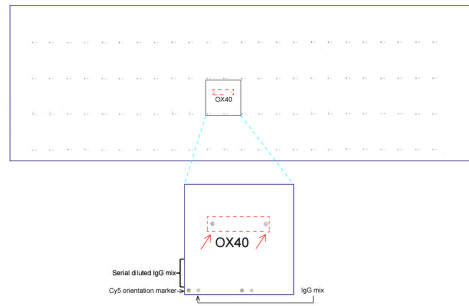 OX40
OX40
Serial diluted IgG mix
Cy5 orientation marker
IgG mix